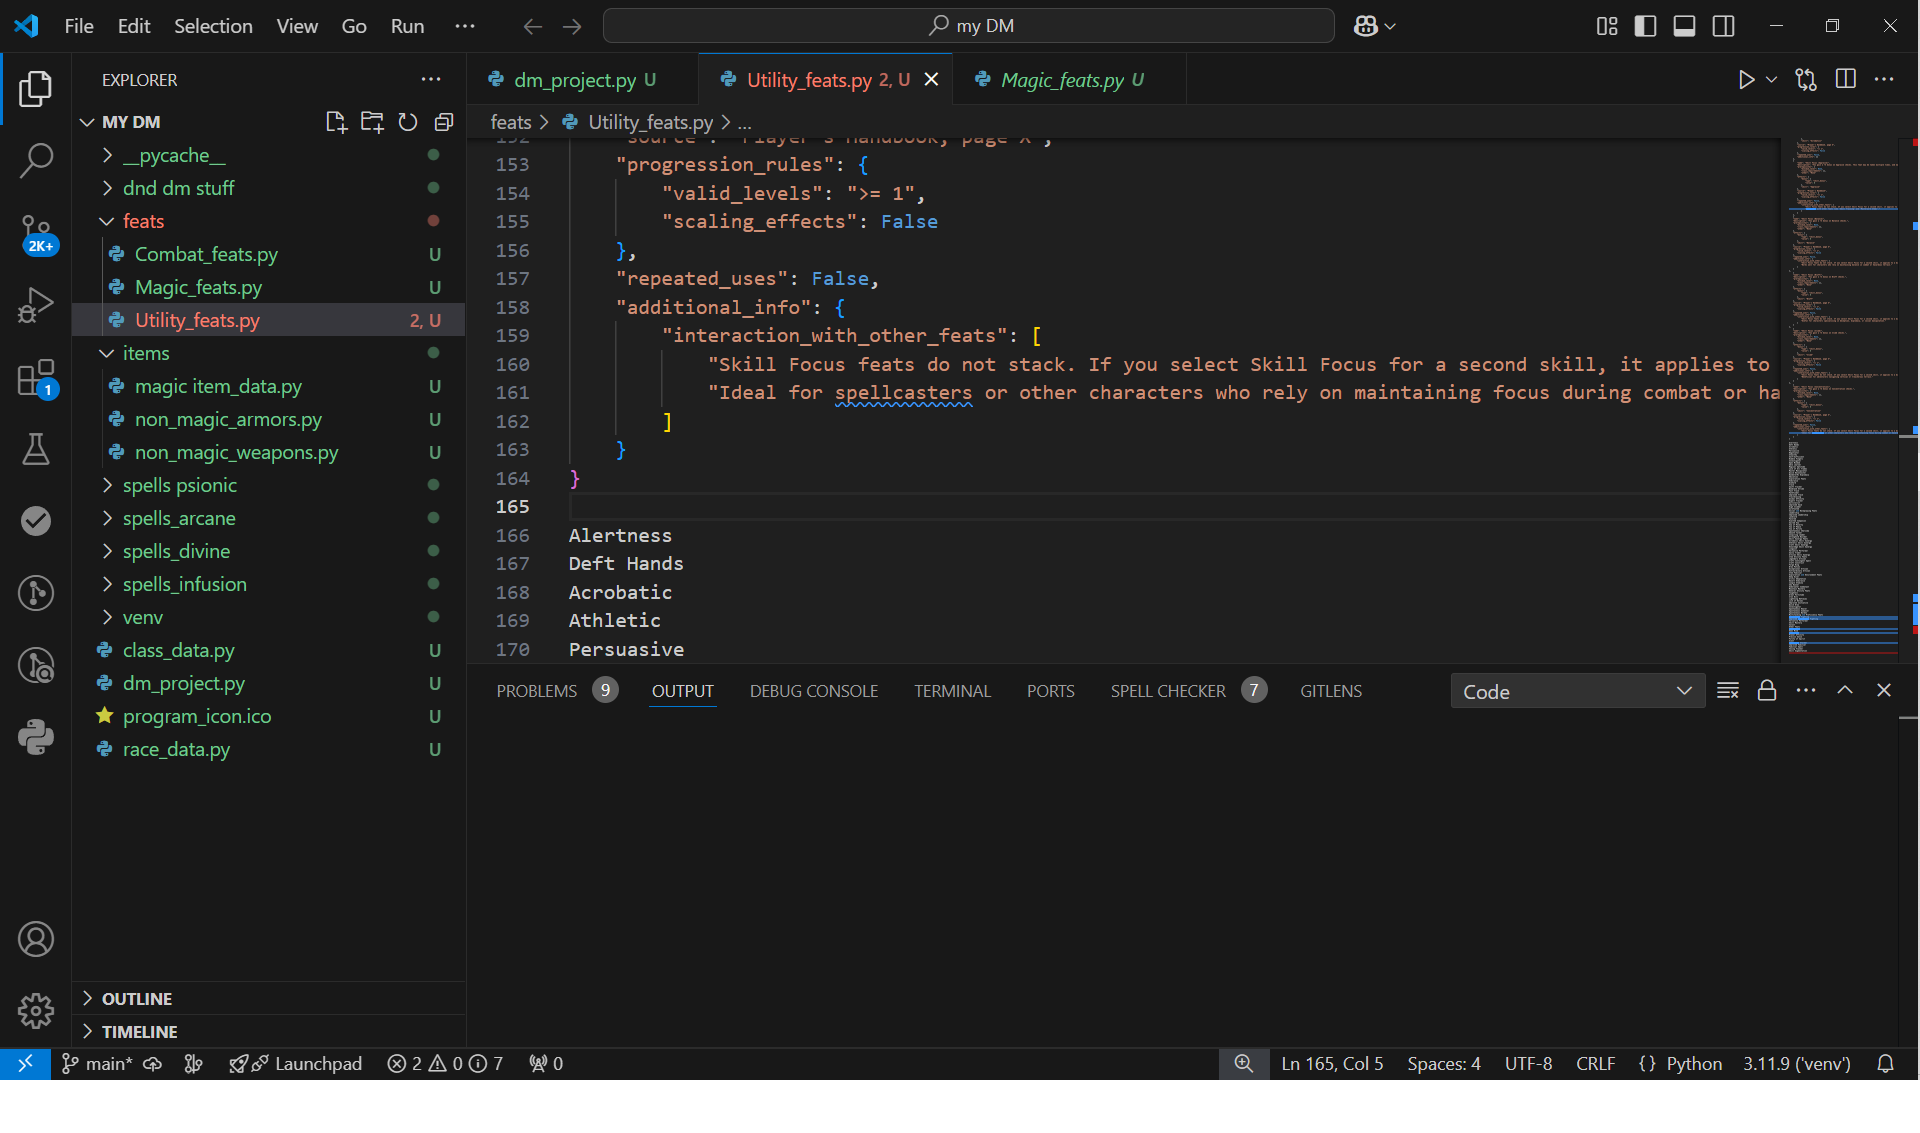 File Edit Selection View Go Run ···
my DM
EXPLORER
MY DM
__pycache__
dnd dm stuff
feats
Combat_feats.py U
Magic_feats.py U
Utility_feats.py 2, U
items
magic item_data.py U
non_magic_armors.py U
non_magic_weapons.py U
spells psionic
spells_arcane
spells_divine
spells_infusion
venv
class_data.py U
dm_project.py U
program_icon.ico U
race_data.py U
OUTLINE
TIMELINE
2K+
1
dm_project.py U
Utility_feats.py 2, U
Magic_feats.py U
feats > Utility_feats.py > ...
153 "progression_rules": {
154 "valid_levels": ">= 1",
155 "scaling_effects": False
156 },
157 "repeated_uses": False,
158 "additional_info": {
159 "interaction_with_other_feats": [
160 "Skill Focus feats do not stack. If you select Skill Focus for a second skill, it applies to
161 "Ideal for spellcasters or other characters who rely on maintaining focus during combat or ha
162 ]
163 }
164 }
165
166 Alertness
167 Deft Hands
168 Acrobatic
169 Athletic
170 Persuasive
PROBLEMS 9 OUTPUT DEBUG CONSOLE TERMINAL PORTS SPELL CHECKER 7 GITLENS
Code
main* Launchpad 2 0 7 0
Ln 165, Col 5 Spaces: 4 UTF-8 CRLF {} Python 3.11.9 ('venv')